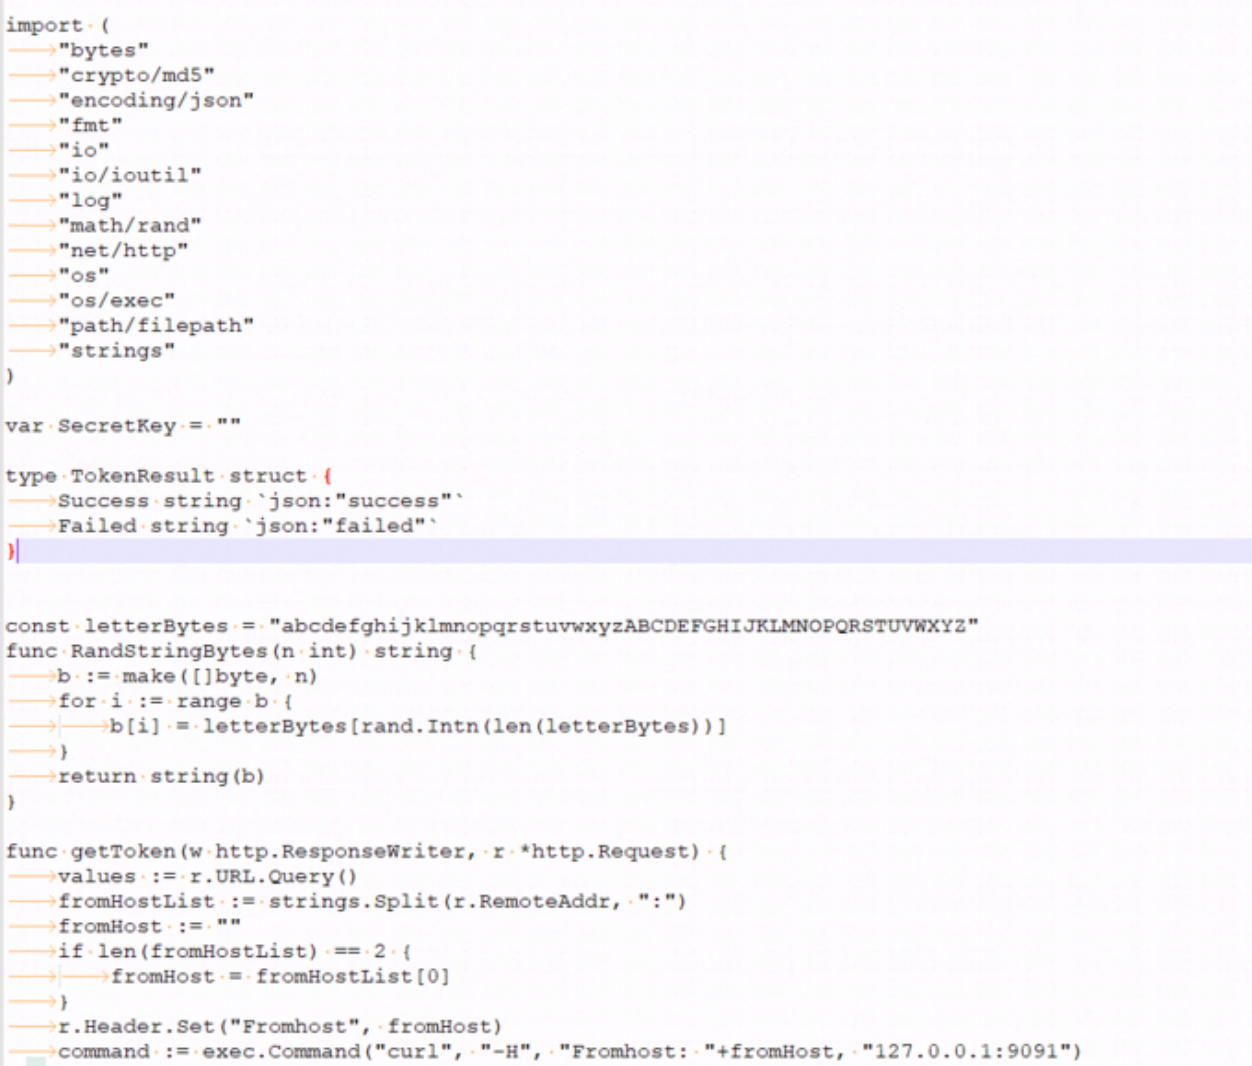 import (
	"bytes"
	"crypto/md5"
	"encoding/json"
	"fmt"
	"io"
	"io/ioutil"
	"log"
	"math/rand"
	"net/http"
	"os"
	"os/exec"
	"path/filepath"
	"strings"
)

var SecretKey = ""

type TokenResult struct {
	Success string `json:"success"`
	Failed string `json:"failed"`
}

const letterBytes = "abcdefghijklmnopqrstuvwxyzABCDEFGHIJKLMNOPQRSTUVWXYZ"
func RandStringBytes(n int) string {
	b := make([]byte, n)
	for i := range b {
		b[i] = letterBytes[rand.Intn(len(letterBytes))]
	}
	return string(b)
}

func getToken(w http.ResponseWriter, r *http.Request) {
	values := r.URL.Query()
	fromHostList := strings.Split(r.RemoteAddr, ":")
	fromHost := ""
	if len(fromHostList) == 2 {
		fromHost = fromHostList[0]
	}
	r.Header.Set("Fromhost", fromHost)
	command := exec.Command("curl", "-H", "Fromhost: "+fromHost, "127.0.0.1:9091")